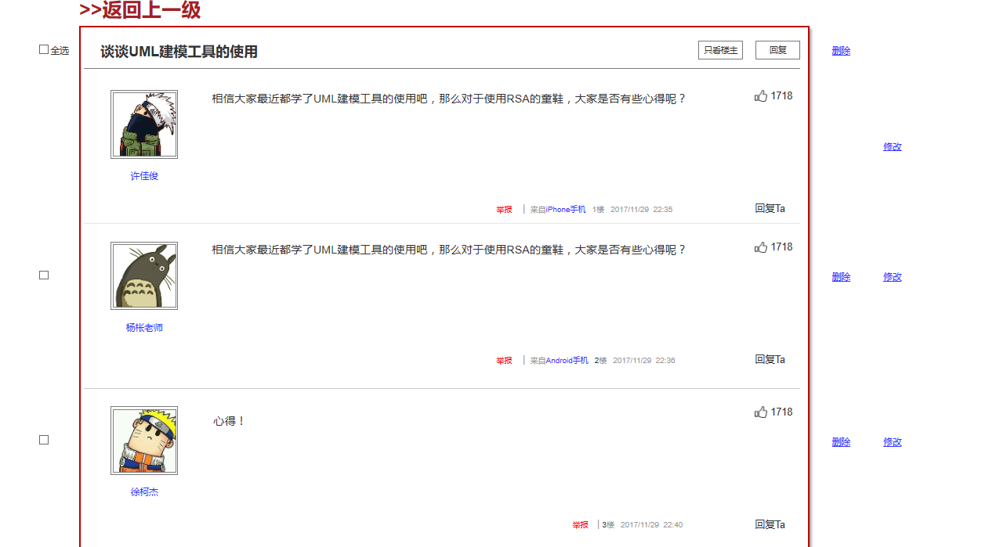 >>返回上一级
全选 谈谈UML建模工具的使用 只看楼主 回复 删除
相信大家最近都学了UML建模工具的使用吧，那么对于使用RSA的童鞋，大家是否有些心得呢？ 1718
修改
许佳俊
举报 | 来自iPhone手机 1楼 2017/11/29 22:35 回复Ta
相信大家最近都学了UML建模工具的使用吧，那么对于使用RSA的童鞋，大家是否有些心得呢？ 1718
删除 修改
杨枨老师
举报 | 来自Android手机 2楼 2017/11/29 22:36 回复Ta
心得！ 1718
删除 修改
徐柯杰
举报 | 3楼 2017/11/29 22:40 回复Ta